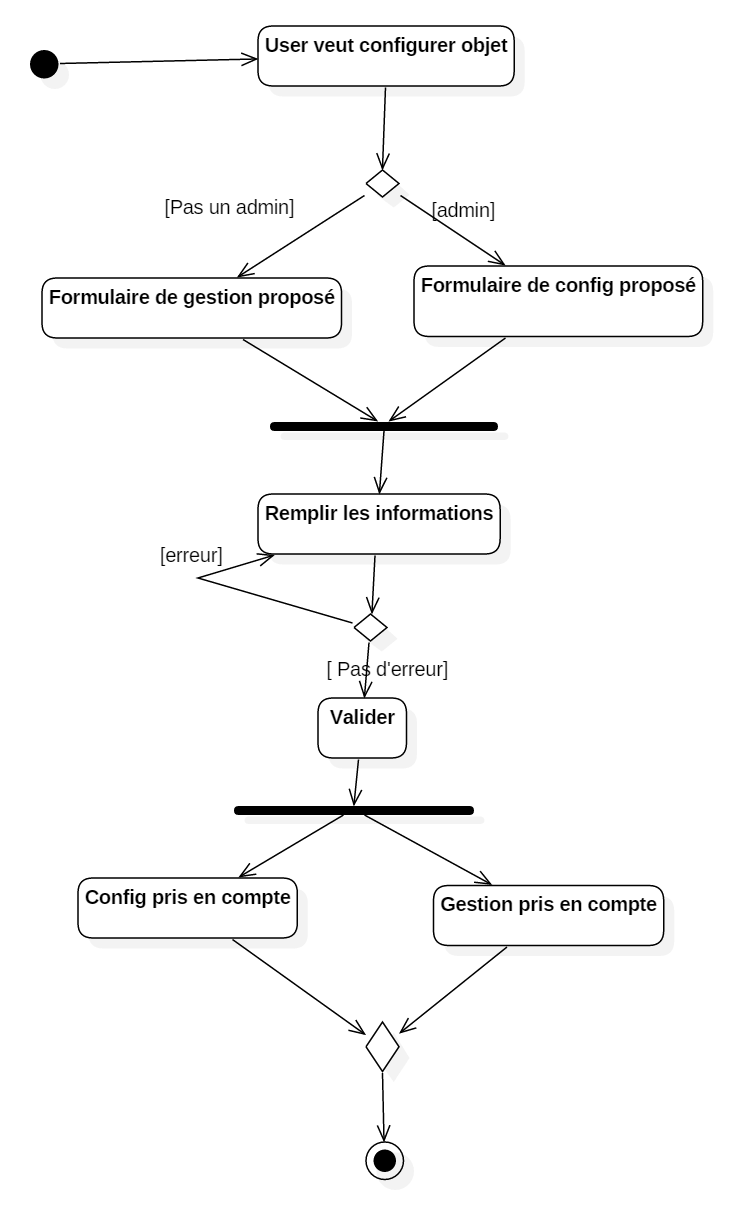 User veut configurer objet
[Pas un admin]
[admin]
Formulaire de gestion proposé
Formulaire de config proposé
Remplir les informations
[erreur]
[ Pas d'erreur]
Valider
Config pris en compte
Gestion pris en compte